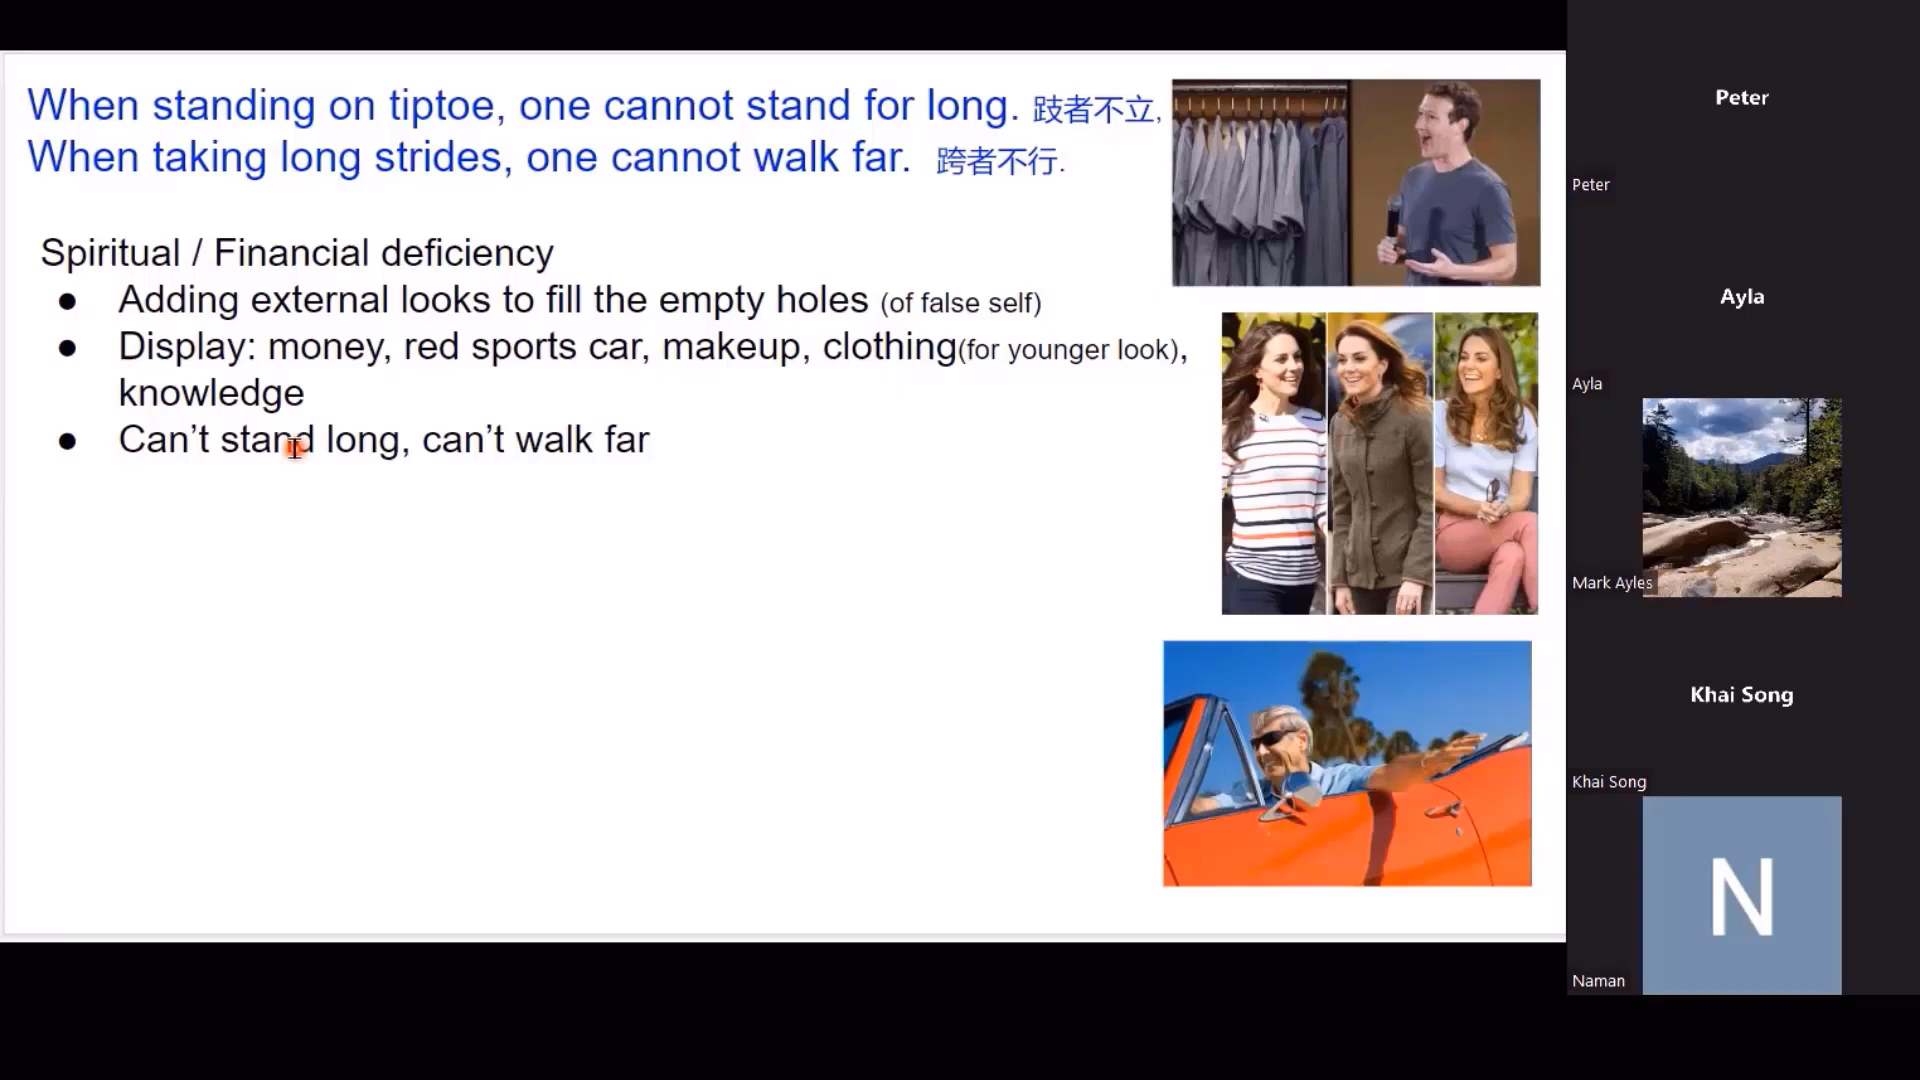 When standing on tiptoe, one cannot stand for long. 跂者不立,
When taking long strides, one cannot walk far. 跨者不行.
Spiritual / Financial deficiency
● Adding external looks to fill the empty holes (of false self)
● Display: money, red sports car, makeup, clothing(for younger look),
knowledge
● Can't stand long, can't walk far
Peter
Peter
Ayla
Ayla
Mark Ayles
Khai Song
Khai Song
N
Naman